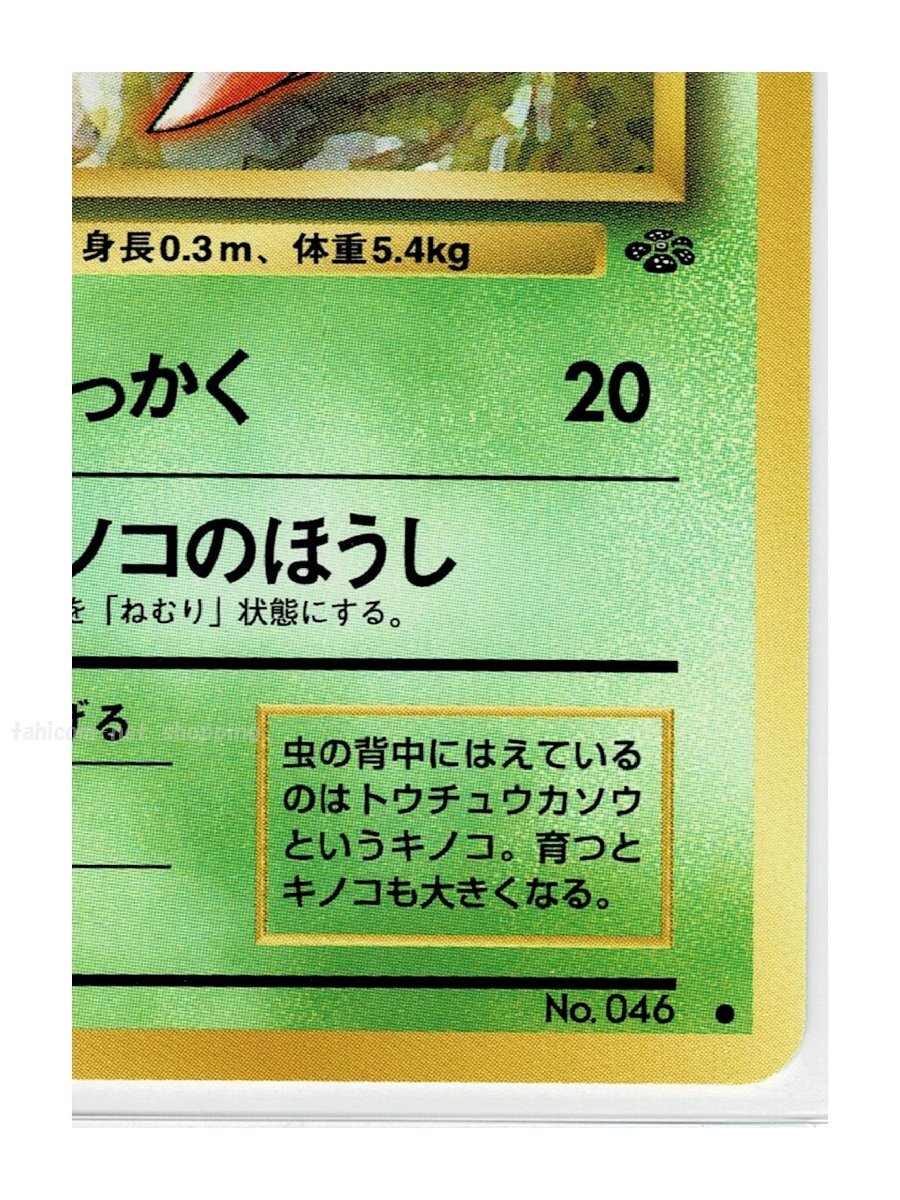 身長0.3m、体重5.4kg
っかく 20
ノコのほうし
を「ねむり」状態にする。
げる
虫の背中にはえている
のはトウチュウカソウ
というキノコ。育つと
キノコも大きくなる。
No. 046